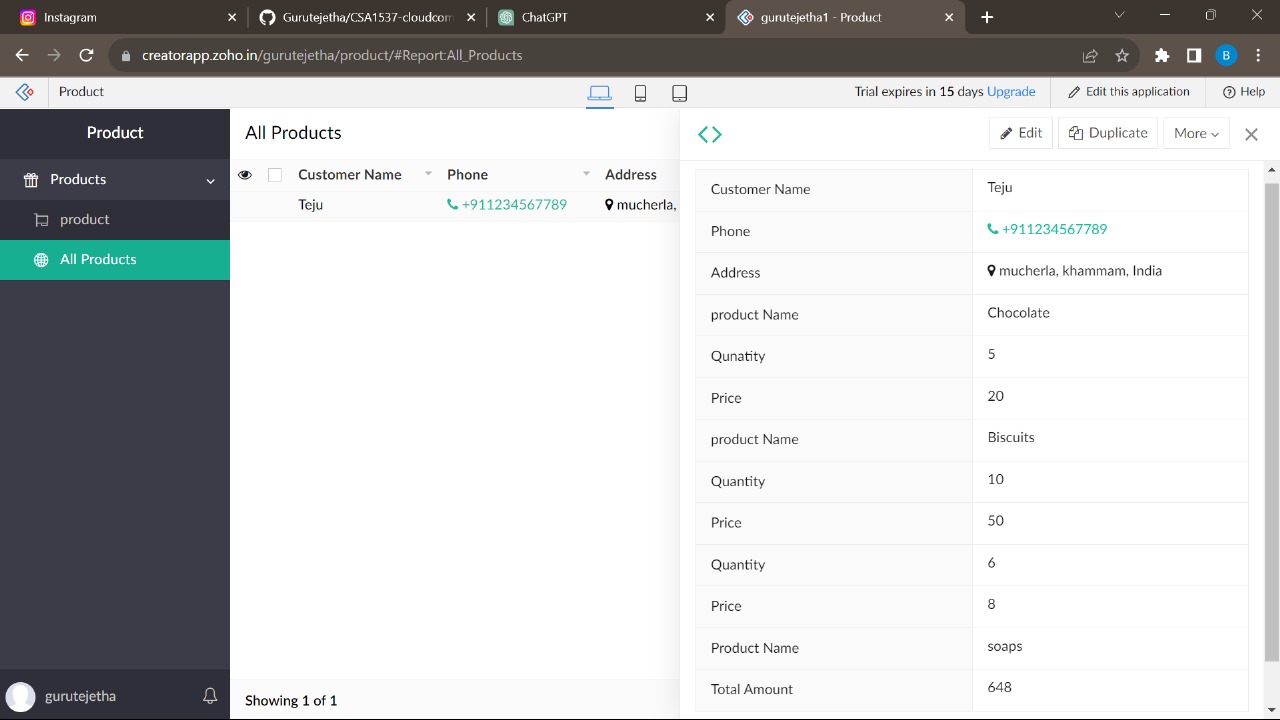 Instagram
Gurutejetha/CSA1537-cloudcom
ChatGPT
gurutejetha1 - Product
creatorapp.zoho.in/gurutejetha/product/#Report:All_Products
B
Product
Trial expires in 15 days Upgrade
Edit this application
Help
Product
Products
product
All Products
gurutejetha
All Products
Customer Name
Phone
Address
Teju
+911234567789
mucherla,
Showing 1 of 1
Edit
Duplicate
More
Customer Name Teju
Phone +911234567789
Address mucherla, khammam, India
product Name Chocolate
Qunatity 5
Price 20
product Name Biscuits
Quantity 10
Price 50
Quantity 6
Price 8
Product Name soaps
Total Amount 648